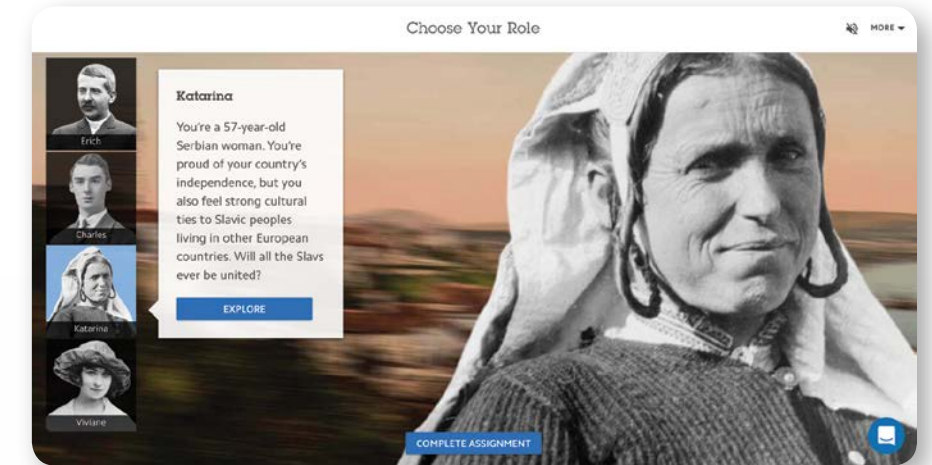 Choose Your Role
MORE
Erich
Charles
Katarina
Viviane
Katarina
You're a 57-year-old
Serbian woman. You're
proud of your country's
independence, but you
also feel strong cultural
ties to Slavic peoples
living in other European
countries. Will all the Slavs
ever be united?
EXPLORE
COMPLETE ASSIGNMENT